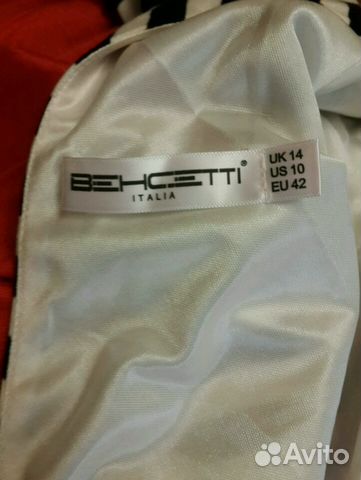 BEHCETTI®
ITALIA
UK 14
US 10
EU 42
Avito